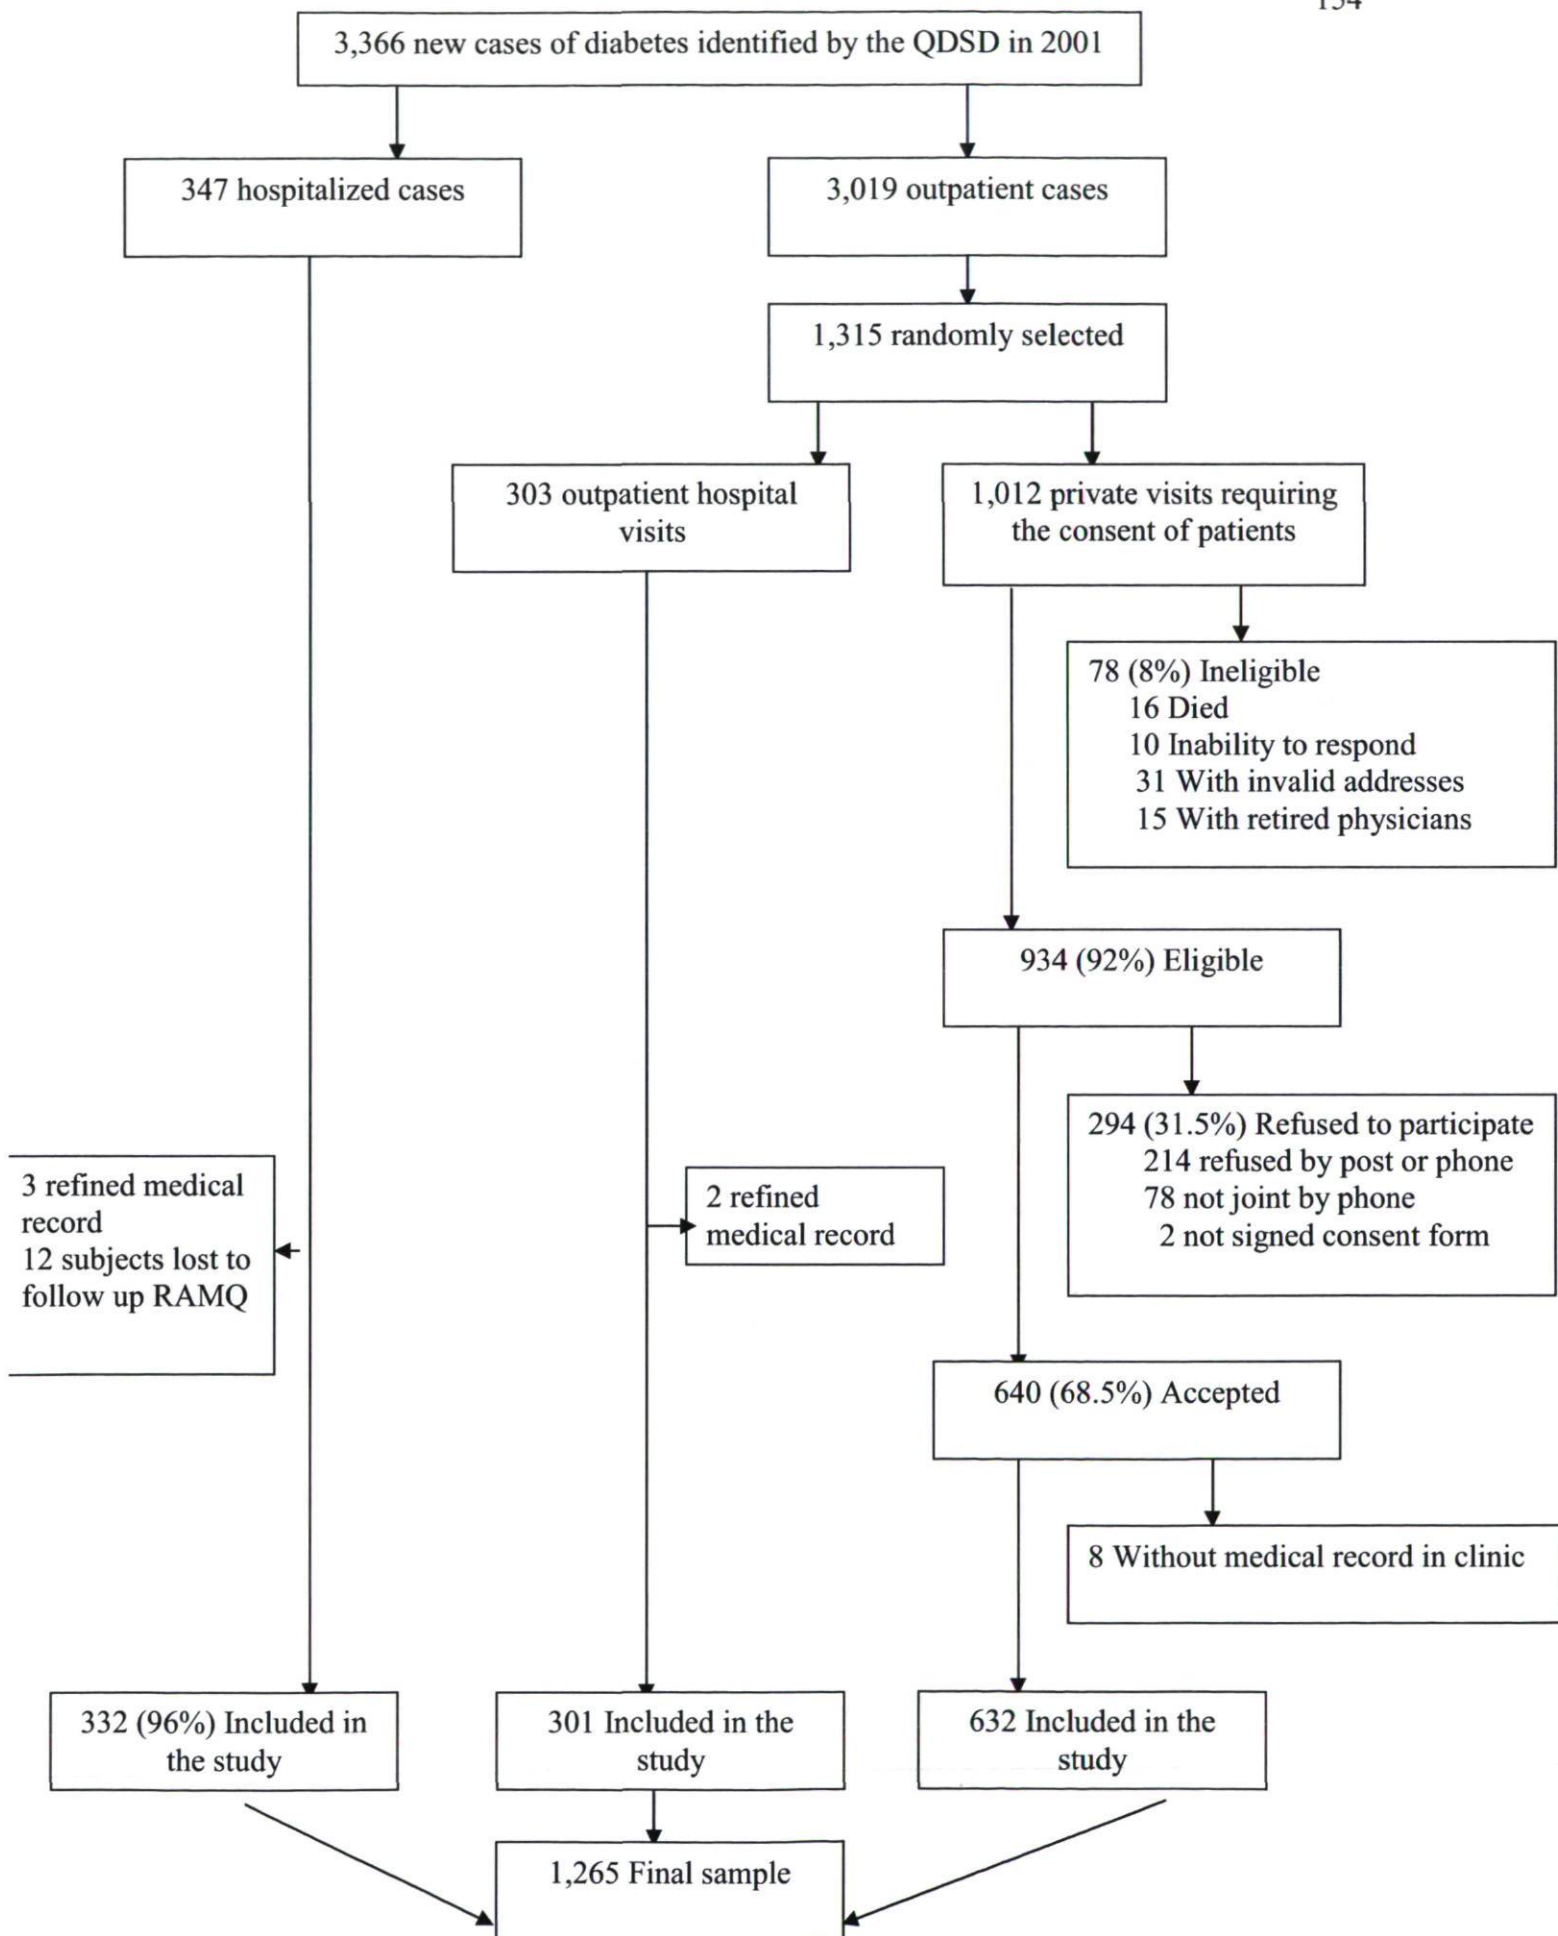 3,366 new cases of diabetes identified by the QDSD in 2001
347 hospitalized cases
3,019 outpatient cases
1,315 randomly selected
303 outpatient hospital
visits
1,012 private visits requiring
the consent of patients
78 (8%) Ineligible
16 Died
10 Inability to respond
31 With invalid addresses
15 With retired physicians
934 (92%) Eligible
294 (31.5%) Refused to participate
214 refused by post or phone
78 not joint by phone
2 not signed consent form
3 refined medical
record
12 subjects lost to
follow up RAMQ
2 refined
medical record
640 (68.5%) Accepted
8 Without medical record in clinic
332 (96%) Included in
the study
301 Included in the
study
632 Included in the
study
1,265 Final sample